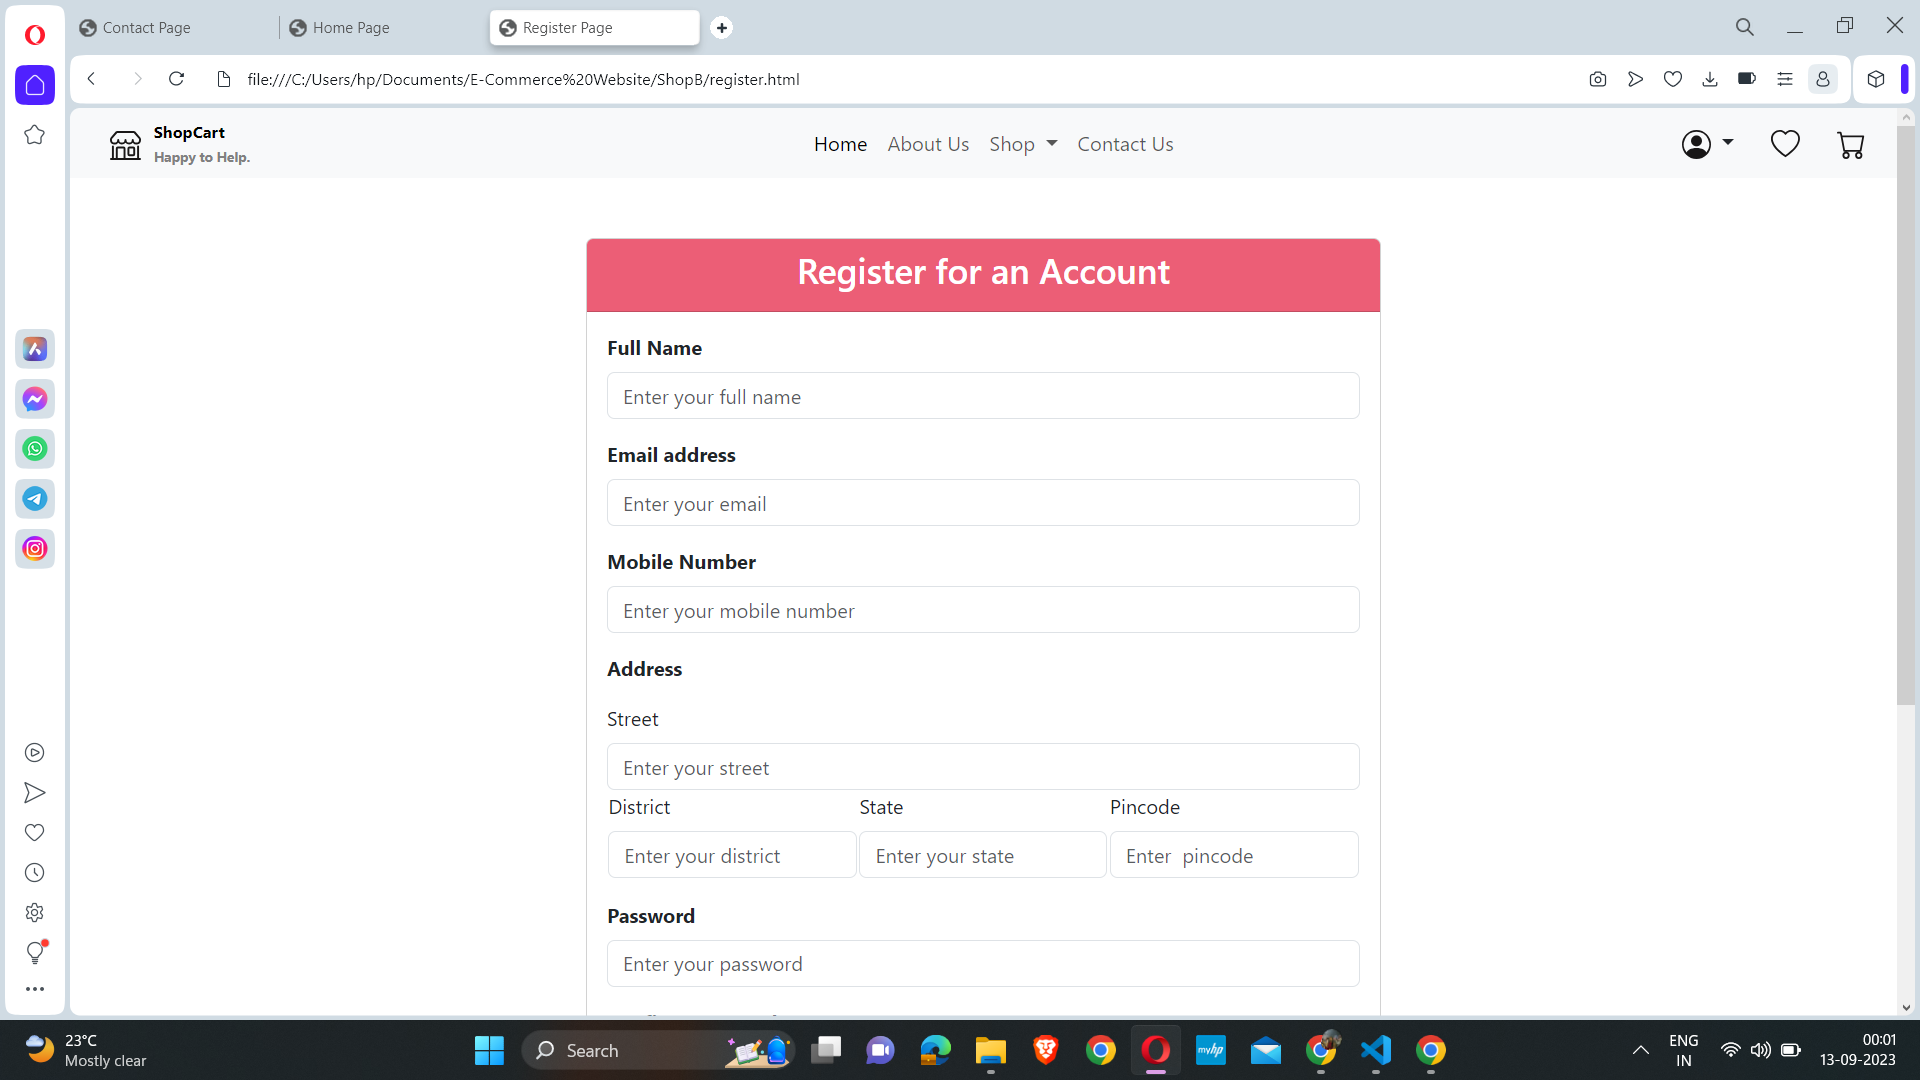 Contact Page
Home Page
Register Page
file:///C:/Users/hp/Documents/E-Commerce%20Website/ShopB/register.html
ShopCart
Happy to Help.
Home
About Us
Shop
Contact Us
Register for an Account
Full Name
Enter your full name
Email address
Enter your email
Mobile Number
Enter your mobile number
Address
Street
Enter your street
District
State
Pincode
Enter your district
Enter your state
Enter  pincode
Password
Enter your password
23°C
Mostly clear
Search
myhp
ENG
IN
00:01
13-09-2023